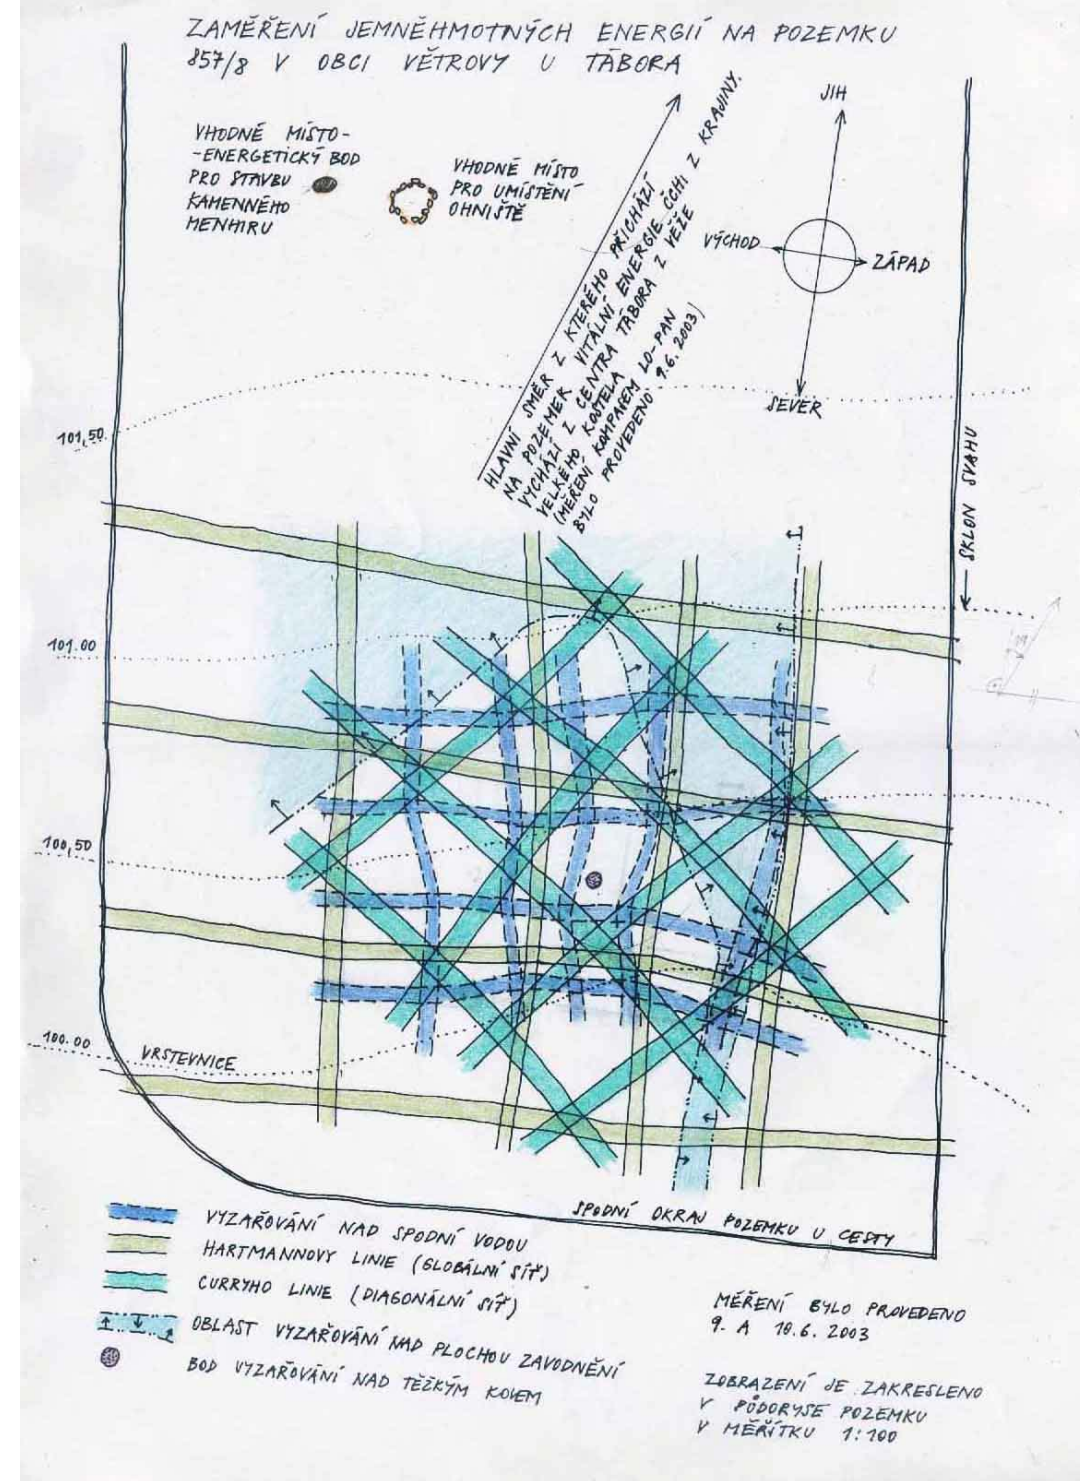 ZAMĚŘENÍ JEMNĚHMOTNÝCH ENERGIÍ NA POZEMKU
857/8 V OBCI VĚTROVY U TÁBORA
VHODNÉ MÍSTO-
-ENERGETICKÝ BOD
PRO STAVBU
KAMENNÉHO
MENHIRU
VHODNÉ MÍSTO
PRO UMÍSTĚNÍ
OHNIŠTĚ
HLAVNÍ SMĚR Z KTERÉHO PŘICHÁZÍ
NA POZEMEK VITÁLNÍ ENERGIE ČCHI Z KRAJINY.
VYCHÁZÍ Z CENTRA TÁBORA Z VĚŽE
VELKÉHO KOSTELA
(MĚŘENÍ KOMPASEM LO-PAN
BYLO PROVEDENO 9.6.2003)
JIH
VÝCHOD
ZÁPAD
SEVER
SKLON SVAHU
101,50
101.00
100,50
100.00
VRSTEVNICE
SPODNÍ OKRAJ POZEMKU U CESTY
VYZAŘOVÁNÍ NAD SPODNÍ VODOU
HARTMANNOVY LINIE (GLOBÁLNÍ SÍŤ)
CURRYHO LINIE (DIAGONÁLNÍ SÍŤ)
OBLAST VYZAŘOVÁNÍ NAD PLOCHOU ZAVODNĚNÍ
BOD VYZAŘOVÁNÍ NAD TĚŽKÝM KOVEM
MĚŘENÍ BYLO PROVEDENO
9. A 10.6. 2003
ZOBRAZENÍ JE ZAKRESLENO
V PŮDORYSE POZEMKU
V MĚŘÍTKU 1:100